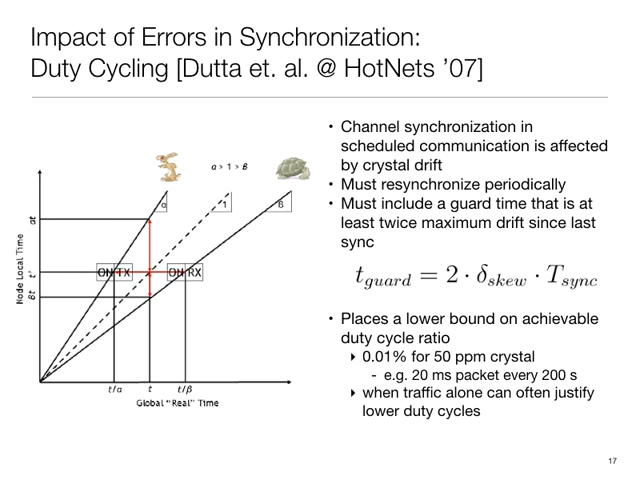 Impact of Errors in Synchronization:
Duty Cycling [Dutta et. al. @ HotNets ’07]
• Channel synchronization in
scheduled communication is affected
by crystal drift
• Must resynchronize periodically
• Must include a guard time that is at
least twice maximum drift since last
sync
t_guard = 2 · δ_skew · T_sync
• Places a lower bound on achievable
duty cycle ratio
‣ 0.01% for 50 ppm crystal
- e.g. 20 ms packet every 200 s
‣ when traffic alone can often justify
lower duty cycles
α > 1 > β
α
1
β
Node Local Time
αt
t'
βt
ON TX
ON RX
t/α
t
t/β
Global “Real” Time
17